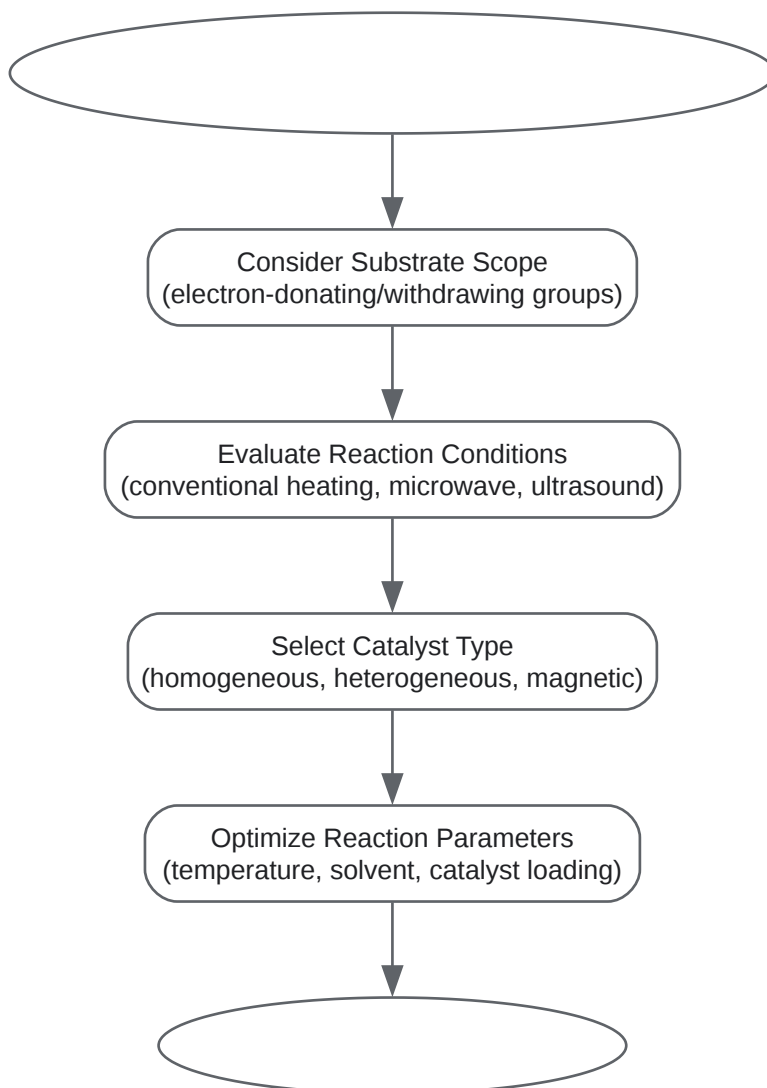 Consider Substrate Scope
(electron-donating/withdrawing groups)
Evaluate Reaction Conditions
(conventional heating, microwave, ultrasound)
Select Catalyst Type
(homogeneous, heterogeneous, magnetic)
Optimize Reaction Parameters
(temperature, solvent, catalyst loading)